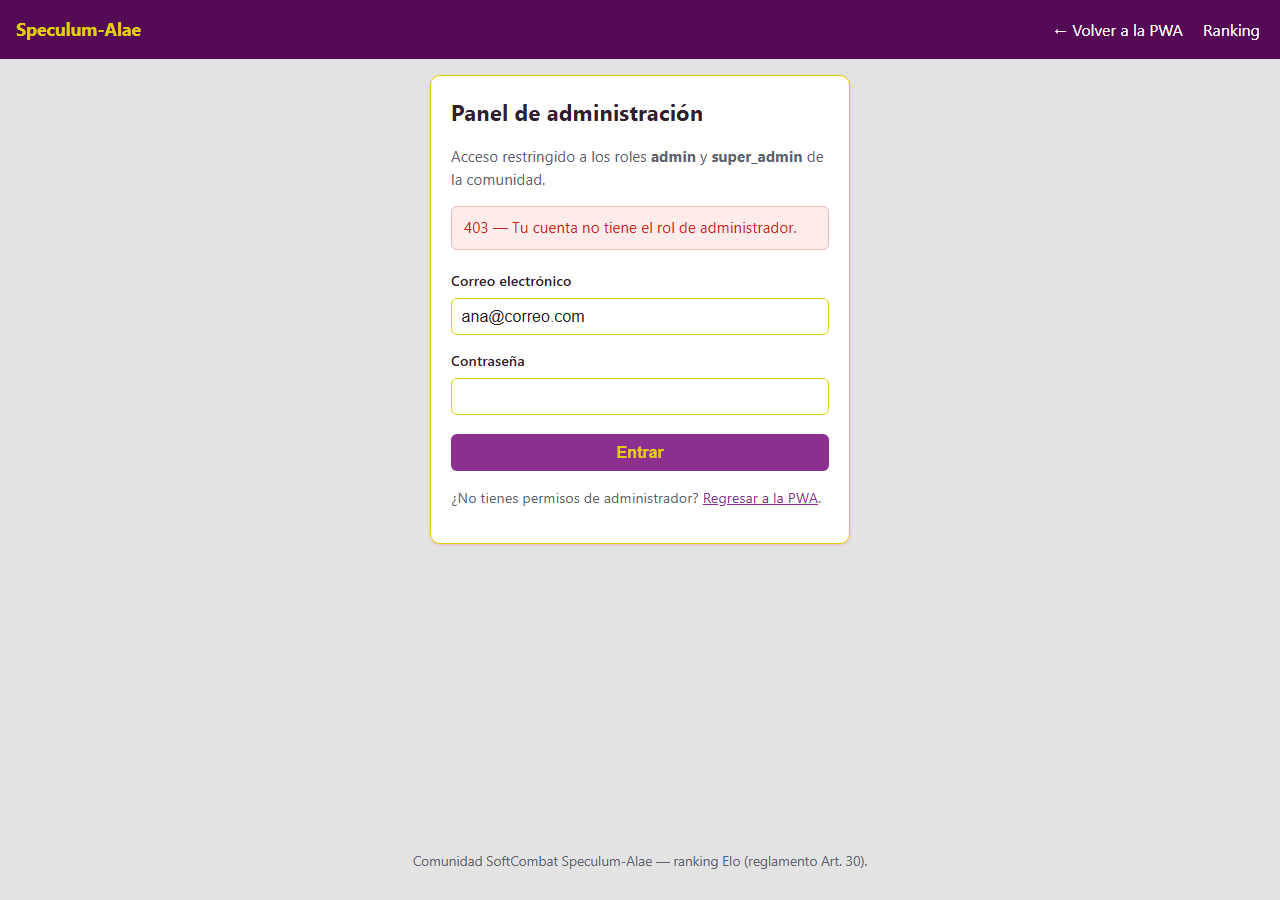 Speculum-Alae
← Volver a la PWA
Ranking
Panel de administración
Acceso restringido a los roles admin y super_admin de
la comunidad.
403 — Tu cuenta no tiene el rol de administrador.
Correo electrónico
ana@correo.com
Contraseña
Entrar
¿No tienes permisos de administrador? Regresar a la PWA.
Comunidad SoftCombat Speculum-Alae — ranking Elo (reglamento Art. 30).